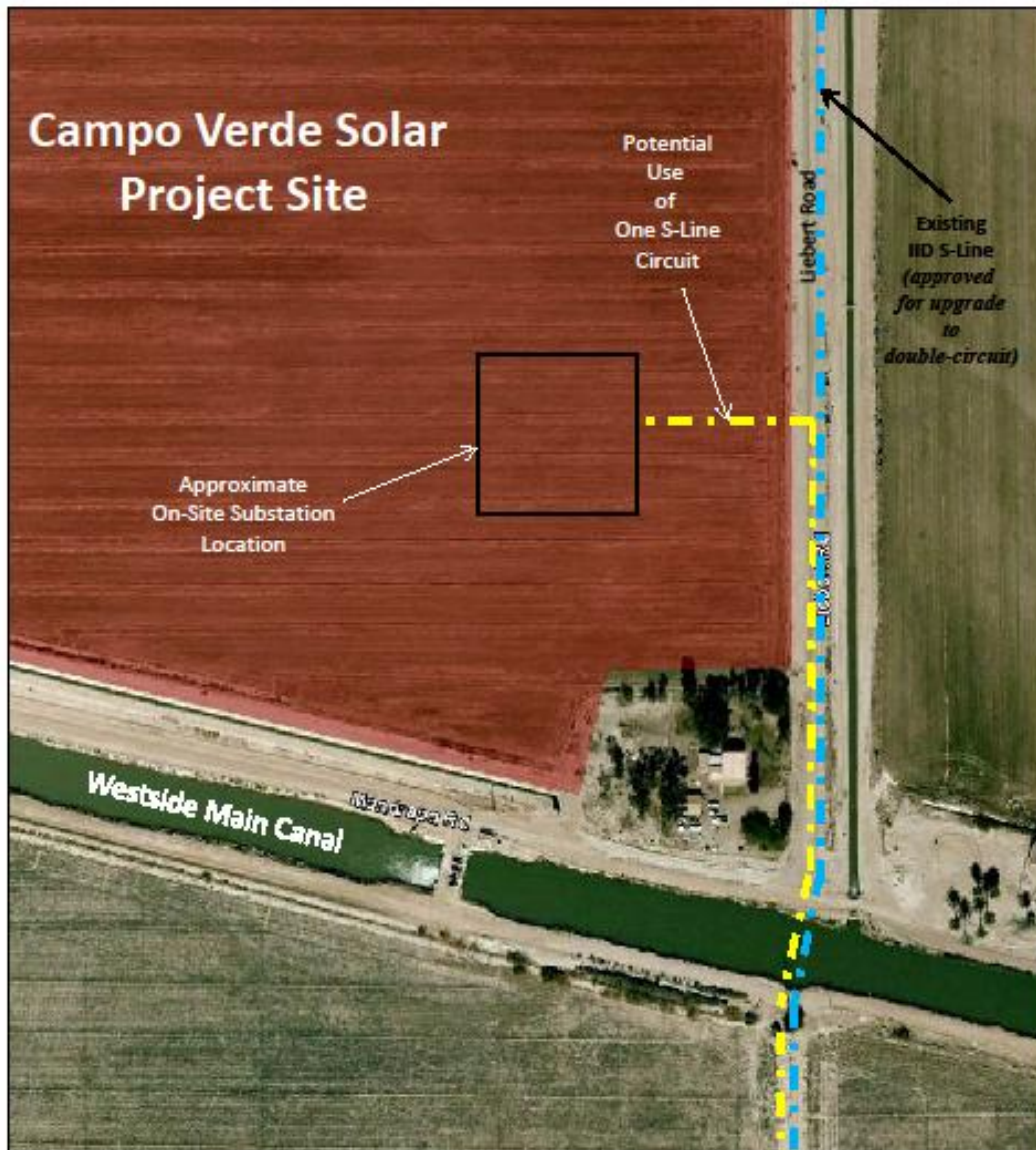 Campo Verde Solar
Project Site
Potential
Use
of
One S-Line
Circuit
Liebert Road
Existing
IID S-Line
(approved
for upgrade
to
double-circuit)
Approximate
On-Site Substation
Location
Westside Main Canal